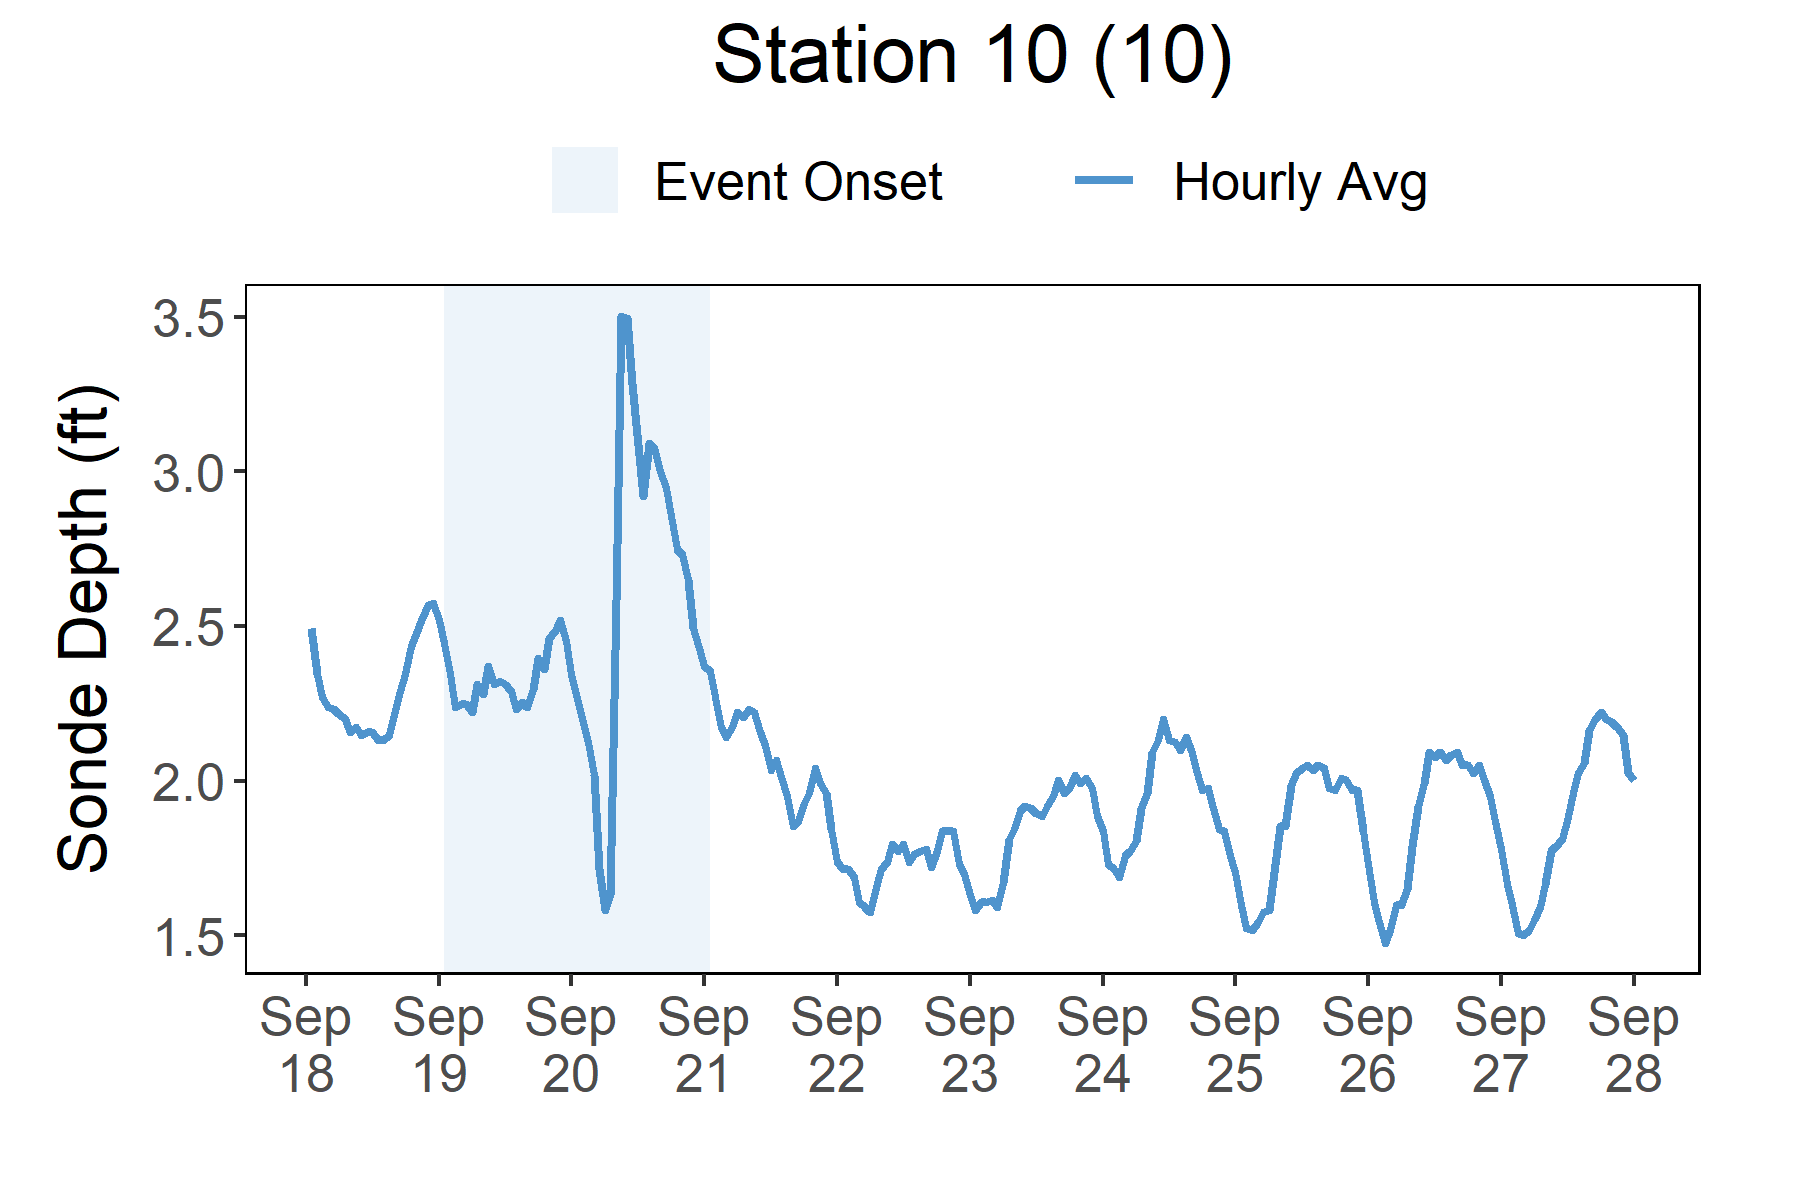 Station 10 (10)
Event Onset
Hourly Avg
Sonde Depth (ft)
3.5
3.0
2.5
2.0
1.5
Sep
18
Sep
19
Sep
20
Sep
21
Sep
22
Sep
23
Sep
24
Sep
25
Sep
26
Sep
27
Sep
28